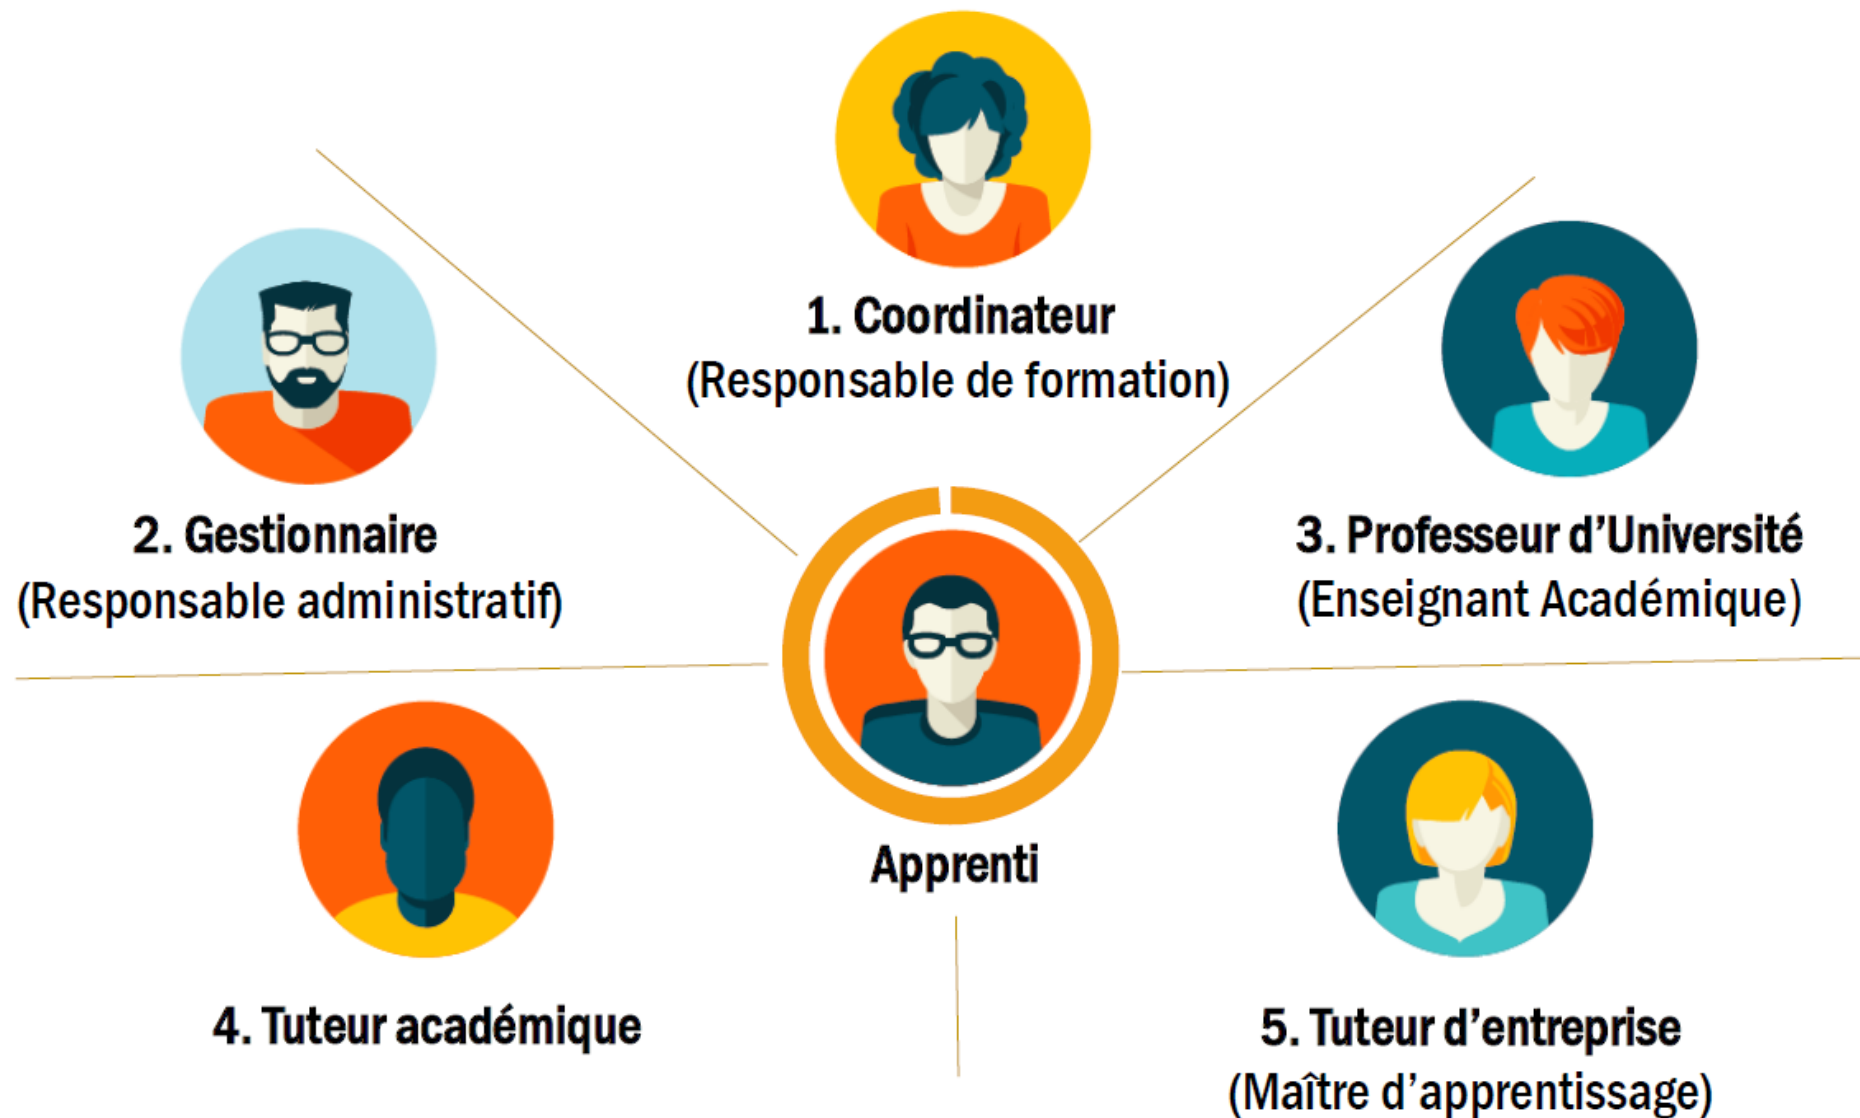 1. Coordinateur
(Responsable de formation)
2. Gestionnaire
(Responsable administratif)
3. Professeur d’Université
(Enseignant Académique)
Apprenti
4. Tuteur académique
5. Tuteur d’entreprise
(Maître d’apprentissage)